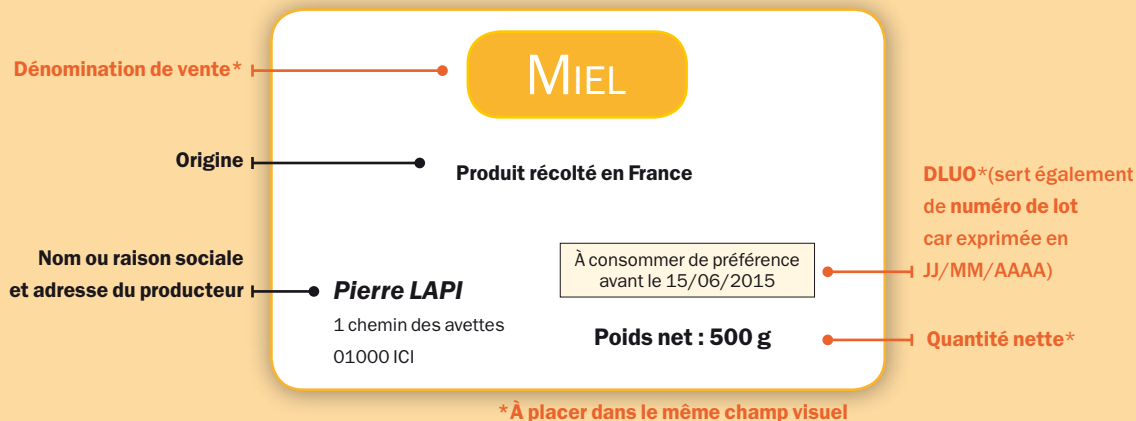 Dénomination de vente*
MIEL
Origine
Produit récolté en France
DLUO*(sert également
de numéro de lot
car exprimée en
JJ/MM/AAAA)
Nom ou raison sociale
et adresse du producteur
À consommer de préférence
avant le 15/06/2015
Pierre LAPI
1 chemin des avettes
01000 ICI
Poids net : 500 g
Quantité nette*
*À placer dans le même champ visuel